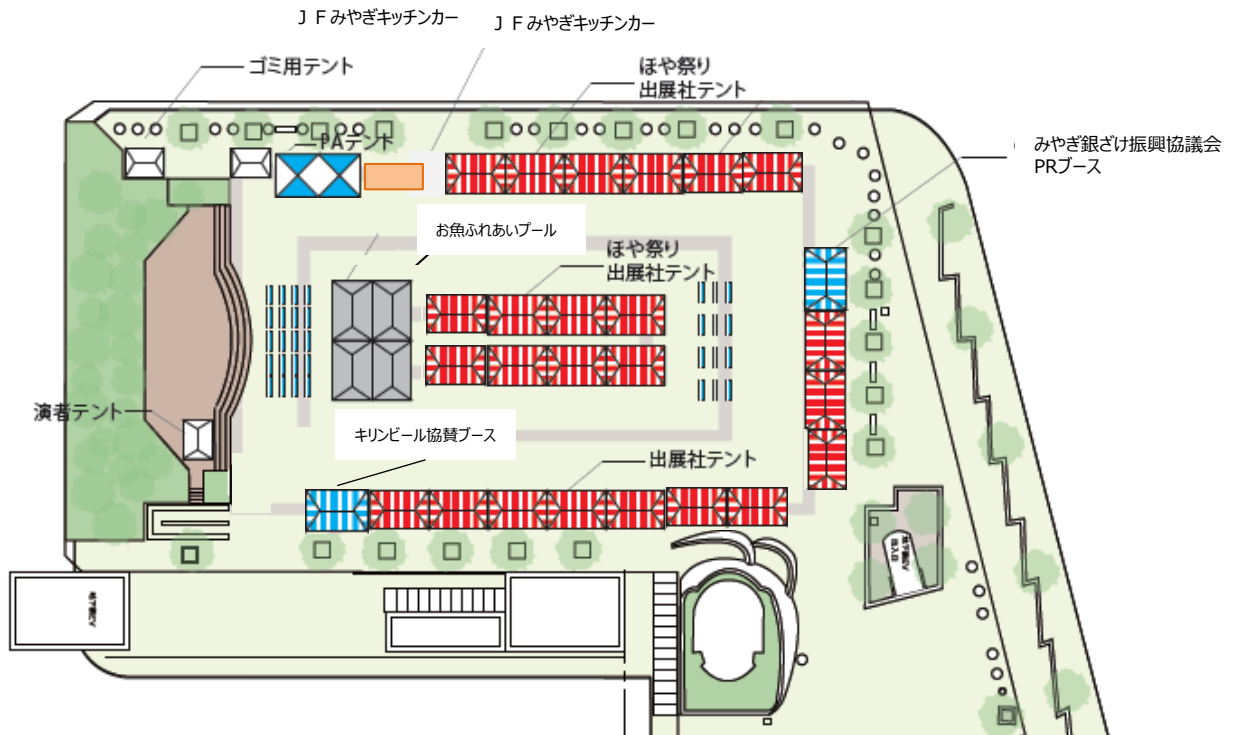 ＪＦみやぎキッチンカー
ＪＦみやぎキッチンカー
ゴミ用テント
ほや祭り
出展社テント
PAテント
みやぎ銀ざけ振興協議会
PRブース
お魚ふれあいプール
ほや祭り
出展社テント
演者テント
キリンビール協賛ブース
出展社テント